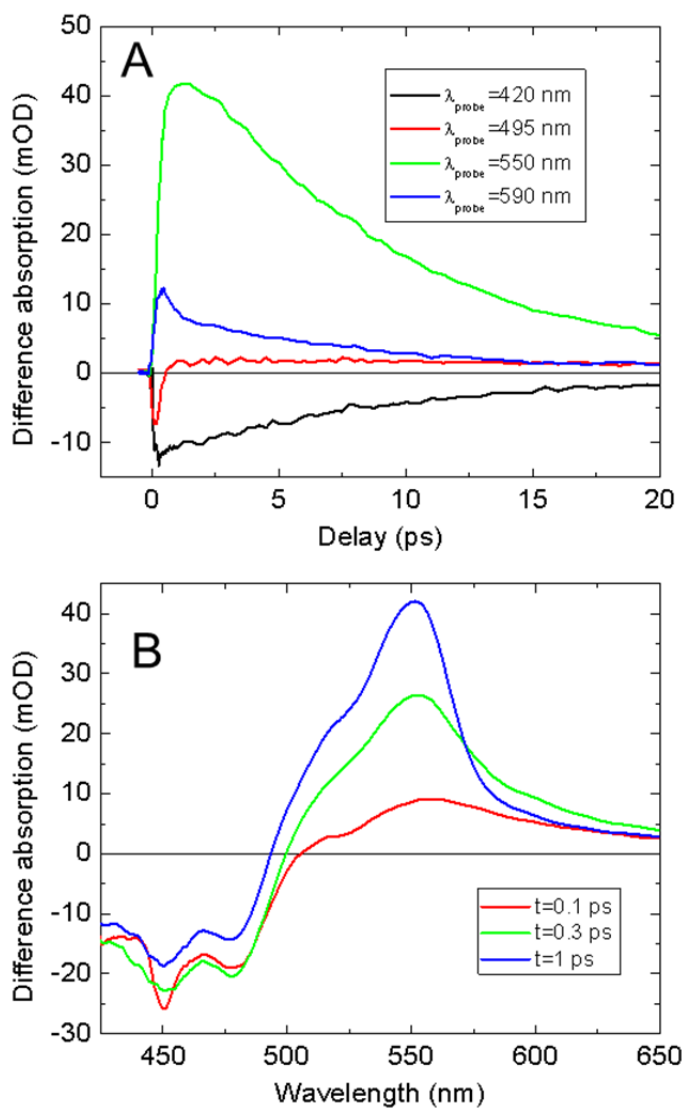 A
Difference absorption (mOD)
50
40
30
20
10
0
-10
λprobe=420 nm
λprobe=495 nm
λprobe=550 nm
λprobe=590 nm
0
5
10
15
20
Delay (ps)
B
Difference absorption (mOD)
40
30
20
10
0
-10
-20
-30
t=0.1 ps
t=0.3 ps
t=1 ps
450
500
550
600
650
Wavelength (nm)